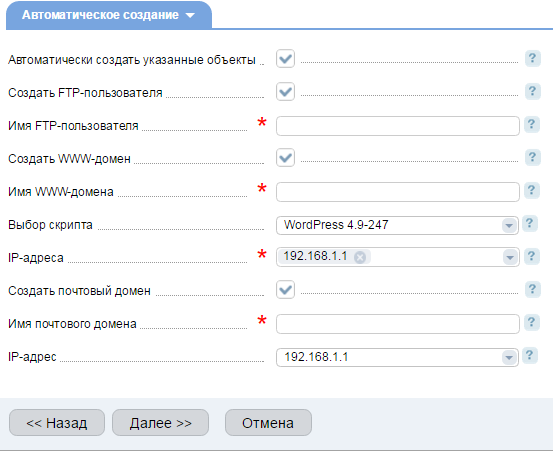 Автоматическое создание
Автоматически создать указанные объекты ?
Создать FTP-пользователя ?
Имя FTP-пользователя * ?
Создать WWW-домен ?
Имя WWW-домена * ?
Выбор скрипта WordPress 4.9-247 ?
IP-адреса * 192.168.1.1 ?
Создать почтовый домен ?
Имя почтового домена * ?
IP-адрес 192.168.1.1 ?
<< Назад Далее >> Отмена